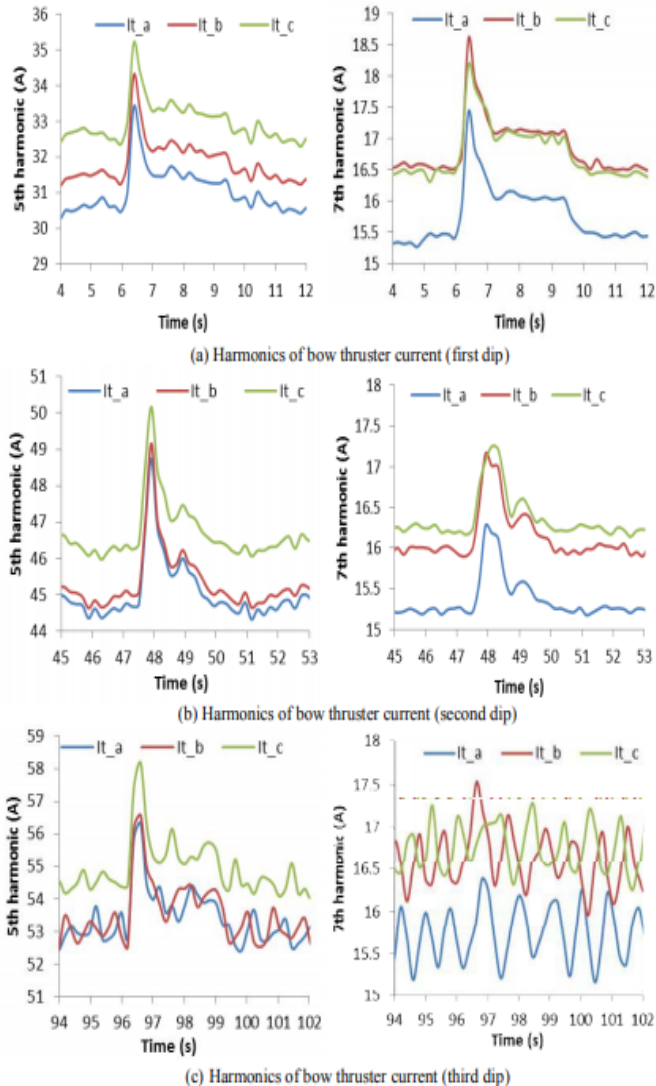 It_a It_b It_c
5th harmonic (A)
36
35
34
33
32
31
30
29
4 5 6 7 8 9 10 11 12
Time (s)
It_a It_b It_c
7th harmonic (A)
19
18.5
18
17.5
17
16.5
16
15.5
15
4 5 6 7 8 9 10 11 12
Time (s)
(a) Harmonics of bow thruster current (first dip)
It_a It_b It_c
5th harmonic (A)
51
50
49
48
47
46
45
44
45 46 47 48 49 50 51 52 53
Time (s)
It_a It_b It_c
7th harmonic (A)
18
17.5
17
16.5
16
15.5
15
45 46 47 48 49 50 51 52 53
Time (s)
(b) Harmonics of bow thruster current (second dip)
It_a It_b It_c
5th harmonic (A)
59
58
57
56
55
54
53
52
51
94 95 96 97 98 99 100 101 102
Time (s)
It_a It_b It_c
7th harmonic (A)
18
17.5
17
16.5
16
15.5
15
94 95 96 97 98 99 100 101 102
Time (s)
(c) Harmonics of bow thruster current (third dip)